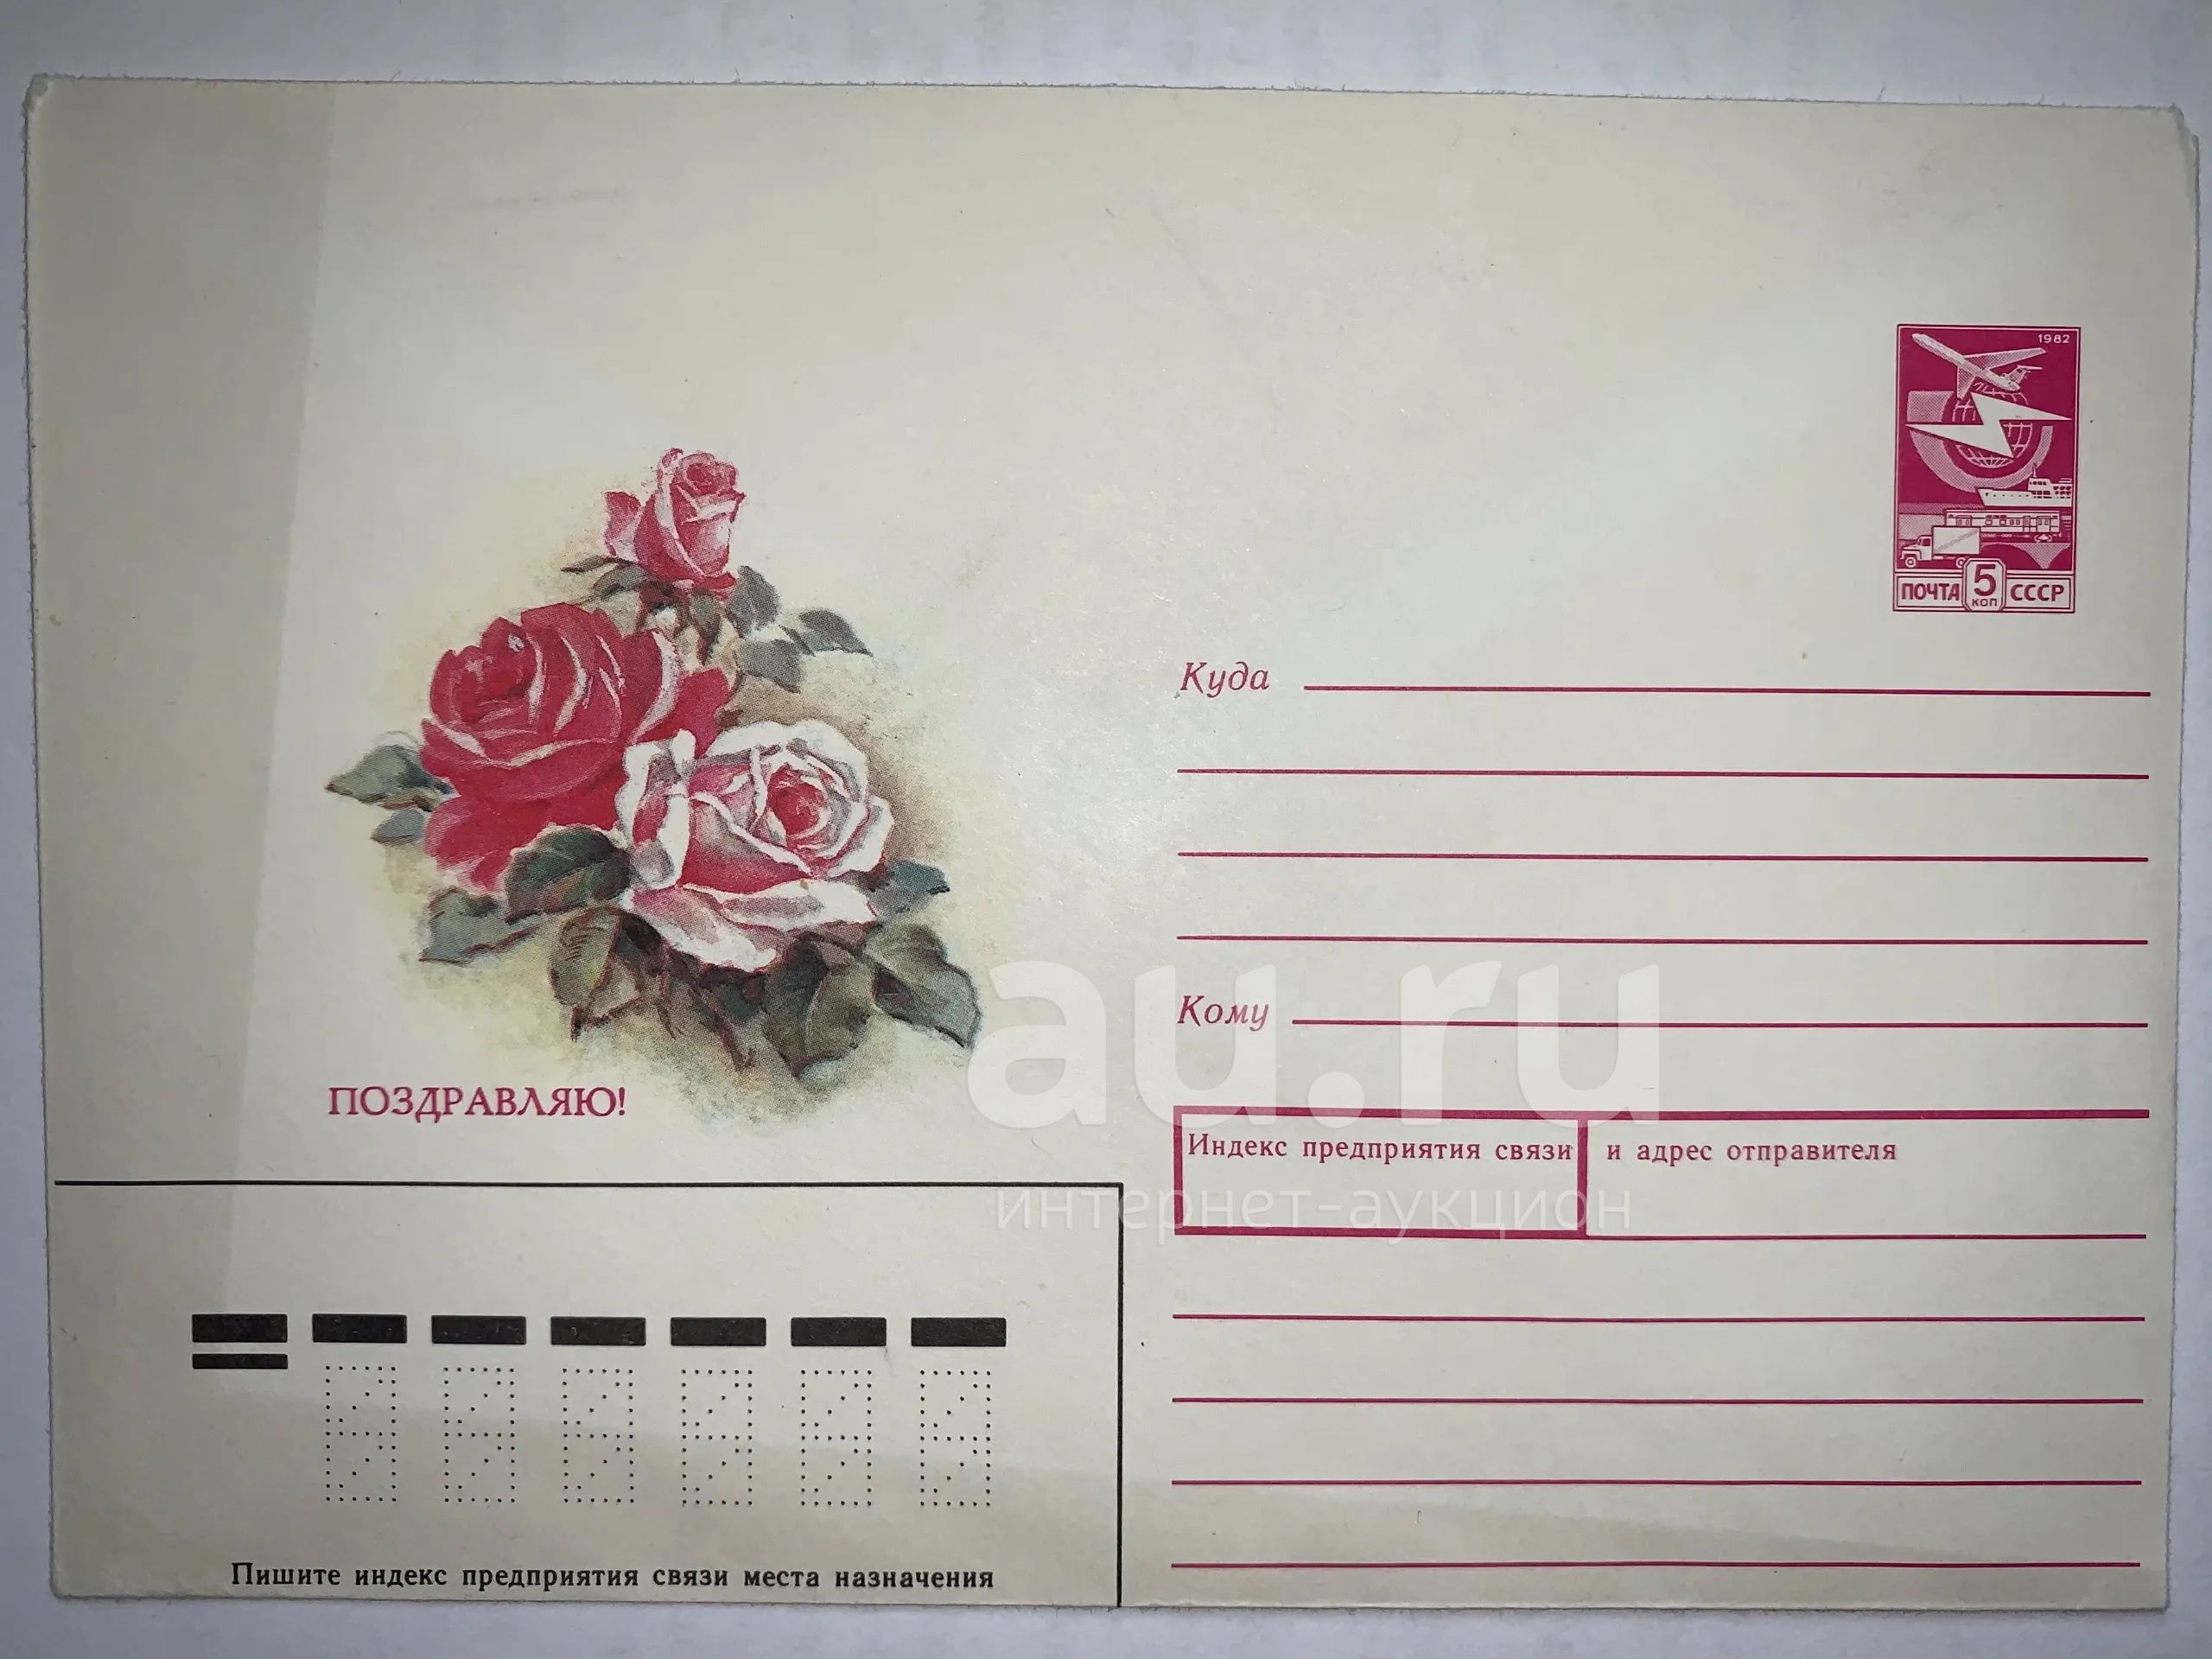 1982
ПОЧТА 5 КОП СССР
Куда
Кому
ПОЗДРАВЛЯЮ!
Индекс предприятия связи и адрес отправителя
Пишите индекс предприятия связи места назначения
au.ru
интернет-аукцион